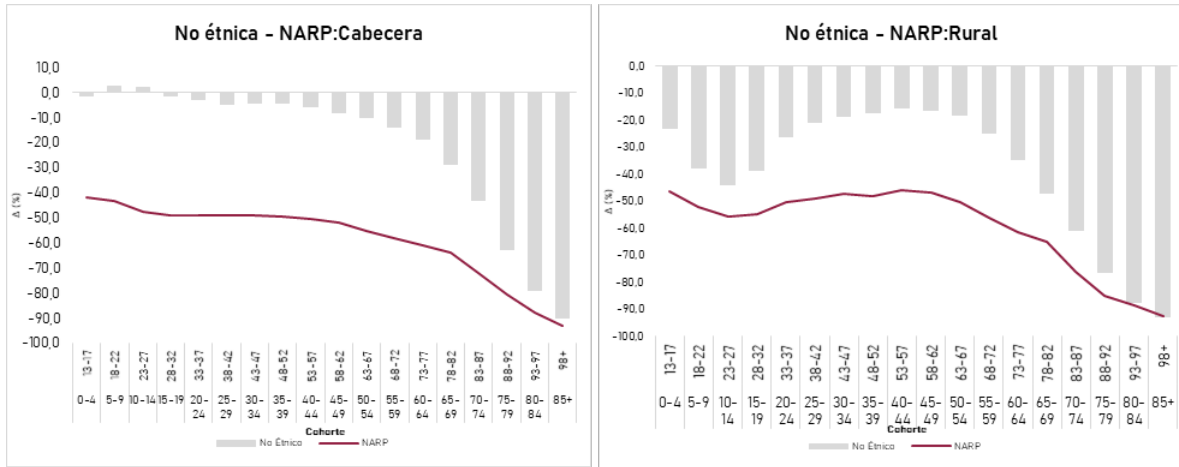 No étnica - NARP:Cabecera
Δ (%)
10,0
0,0
-10,0
-20,0
-30,0
-40,0
-50,0
-60,0
-70,0
-80,0
-90,0
-100,0
13-17 18-22 23-27 28-32 33-37 38-42 43-47 48-52 53-57 58-62 63-67 68-72 73-77 78-82 83-87 88-92 93-97 98+
0-4 5-9 10-14 15-19 20-24 25-29 30-34 35-39 40-44 45-49 50-54 55-59 60-64 65-69 70-74 75-79 80-84 85+
Cohorte
No Étnico NARP
No étnica - NARP:Rural
Δ (%)
0,0
-10,0
-20,0
-30,0
-40,0
-50,0
-60,0
-70,0
-80,0
-90,0
-100,0
13-17 18-22 23-27 28-32 33-37 38-42 43-47 48-52 53-57 58-62 63-67 68-72 73-77 78-82 83-87 88-92 93-97 98+
0-4 5-9 10-14 15-19 20-24 25-29 30-34 35-39 40-44 45-49 50-54 55-59 60-64 65-69 70-74 75-79 80-84 85+
Cohorte
No Étnico NARP